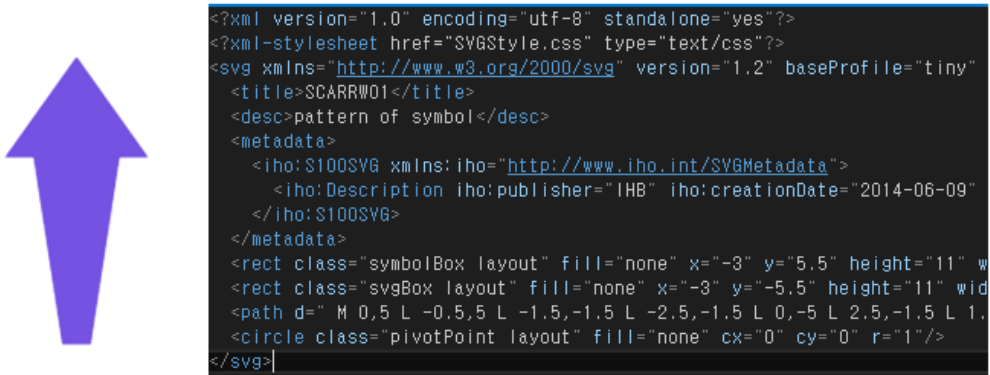 <?xml version="1.0" encoding="utf-8" standalone="yes"?>
<?xml-stylesheet href="SVGStyle.css" type="text/css"?>
<svg xmlns="http://www.w3.org/2000/svg" version="1.2" baseProfile="tiny"
<title>SCARRW01</title>
<desc>pattern of symbol</desc>
<metadata>
<iho:S100SVG xmlns:iho="http://www.iho.int/SVGMetadata">
<iho:Description iho:publisher="IHB" iho:creationDate="2014-06-09"
</iho:S100SVG>
</metadata>
<rect class="symbolBox layout" fill="none" x="-3" y="5.5" height="11" w
<rect class="svgBox layout" fill="none" x="-3" y="-5.5" height="11" wid
<path d=" M 0,5 L -0.5,5 L -1.5,-1.5 L -2.5,-1.5 L 0,-5 L 2.5,-1.5 L 1.
<circle class="pivotPoint layout" fill="none" cx="0" cy="0" r="1"/>
</svg>